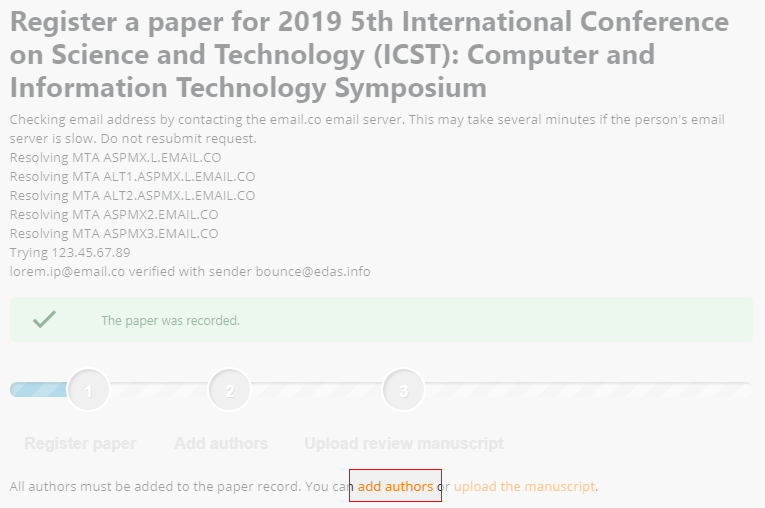 Register a paper for 2019 5th International Conference
on Science and Technology (ICST): Computer and
Information Technology Symposium
Checking email address by contacting the email.co email server. This may take several minutes if the person's email
server is slow. Do not resubmit request.
Resolving MTA ASPMX.L.EMAIL.CO
Resolving MTA ALT1.ASPMX.L.EMAIL.CO
Resolving MTA ALT2.ASPMX.L.EMAIL.CO
Resolving MTA ASPMX2.EMAIL.CO
Resolving MTA ASPMX3.EMAIL.CO
Trying 123.45.67.89
lorem.ip@email.co verified with sender bounce@edas.info
The paper was recorded.
1 2 3
Register paper Add authors Upload review manuscript
All authors must be added to the paper record. You can add authors or upload the manuscript.